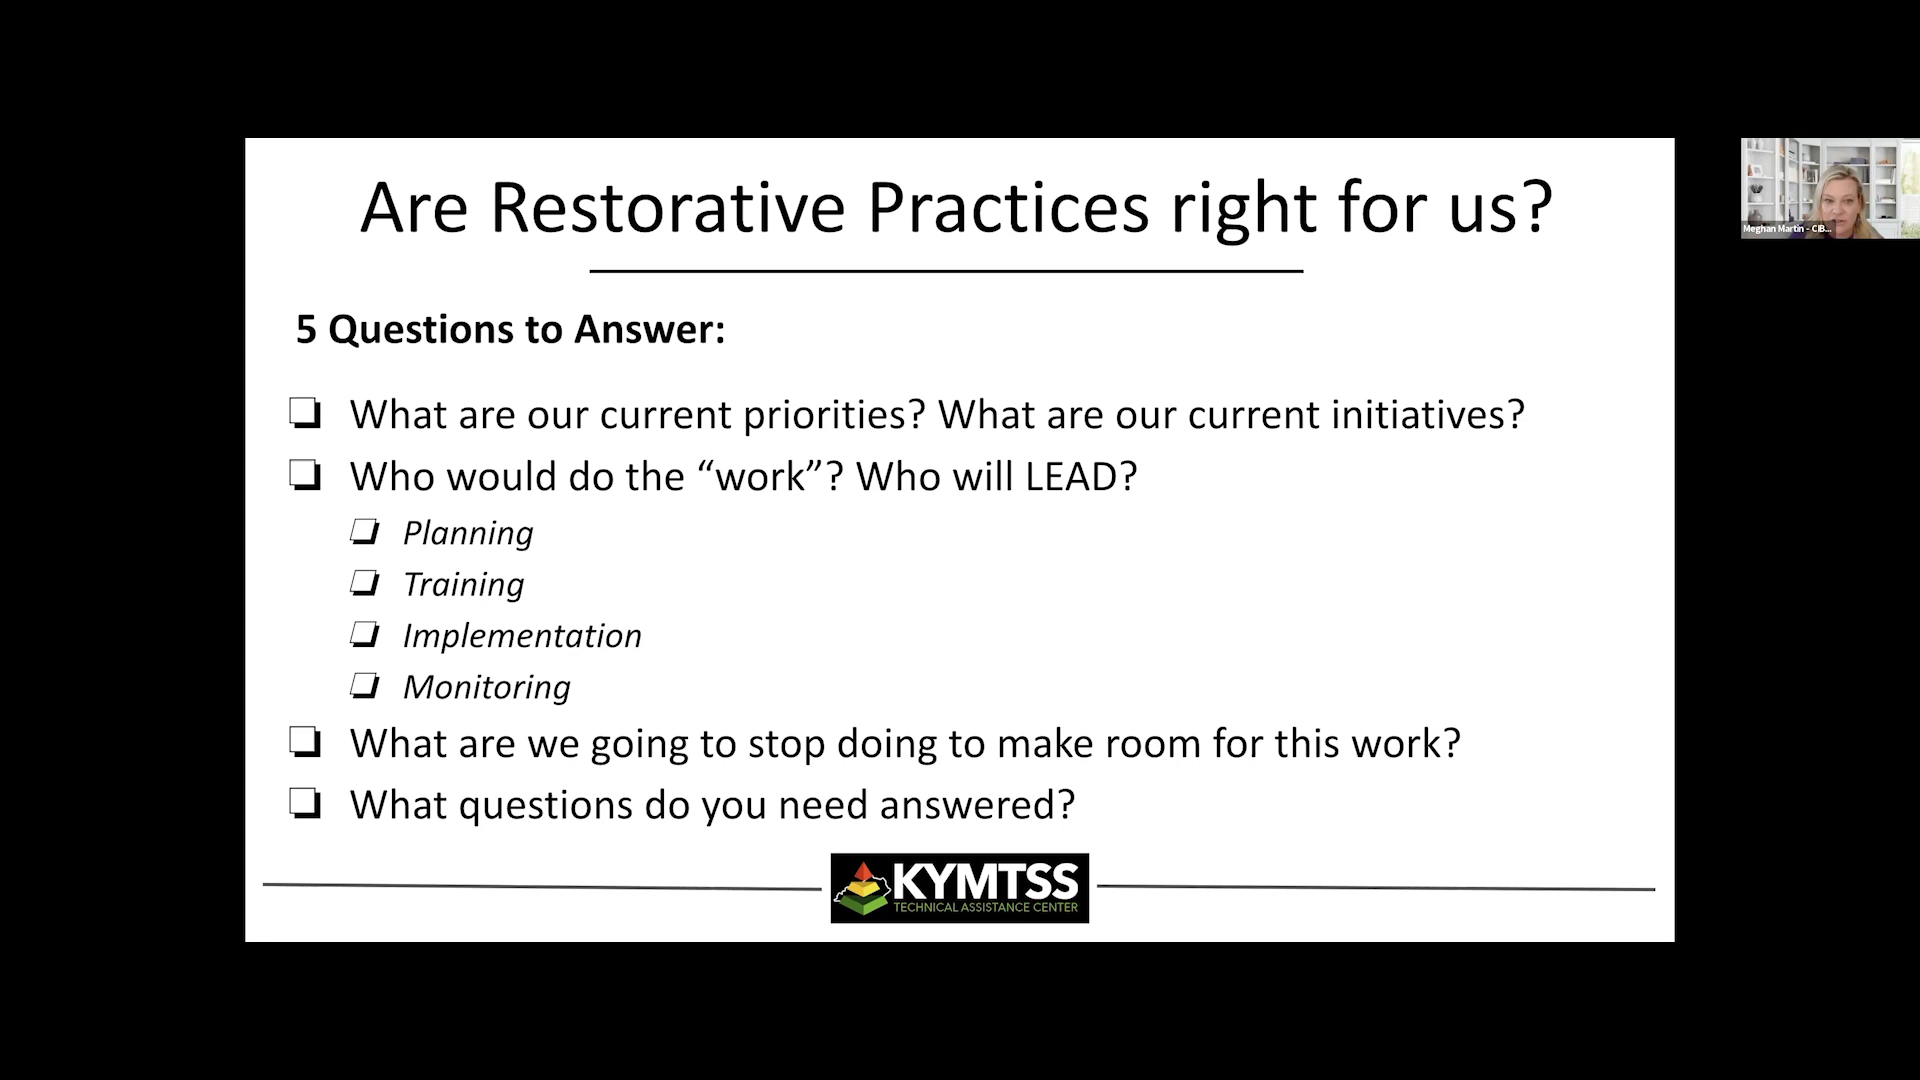 Are Restorative Practices right for us?
5 Questions to Answer:
What are our current priorities? What are our current initiatives?
Who would do the “work”? Who will LEAD?
Planning
Training
Implementation
Monitoring
What are we going to stop doing to make room for this work?
What questions do you need answered?
KYMTSS
TECHNICAL ASSISTANCE CENTER
Meghan Martin - CIB...